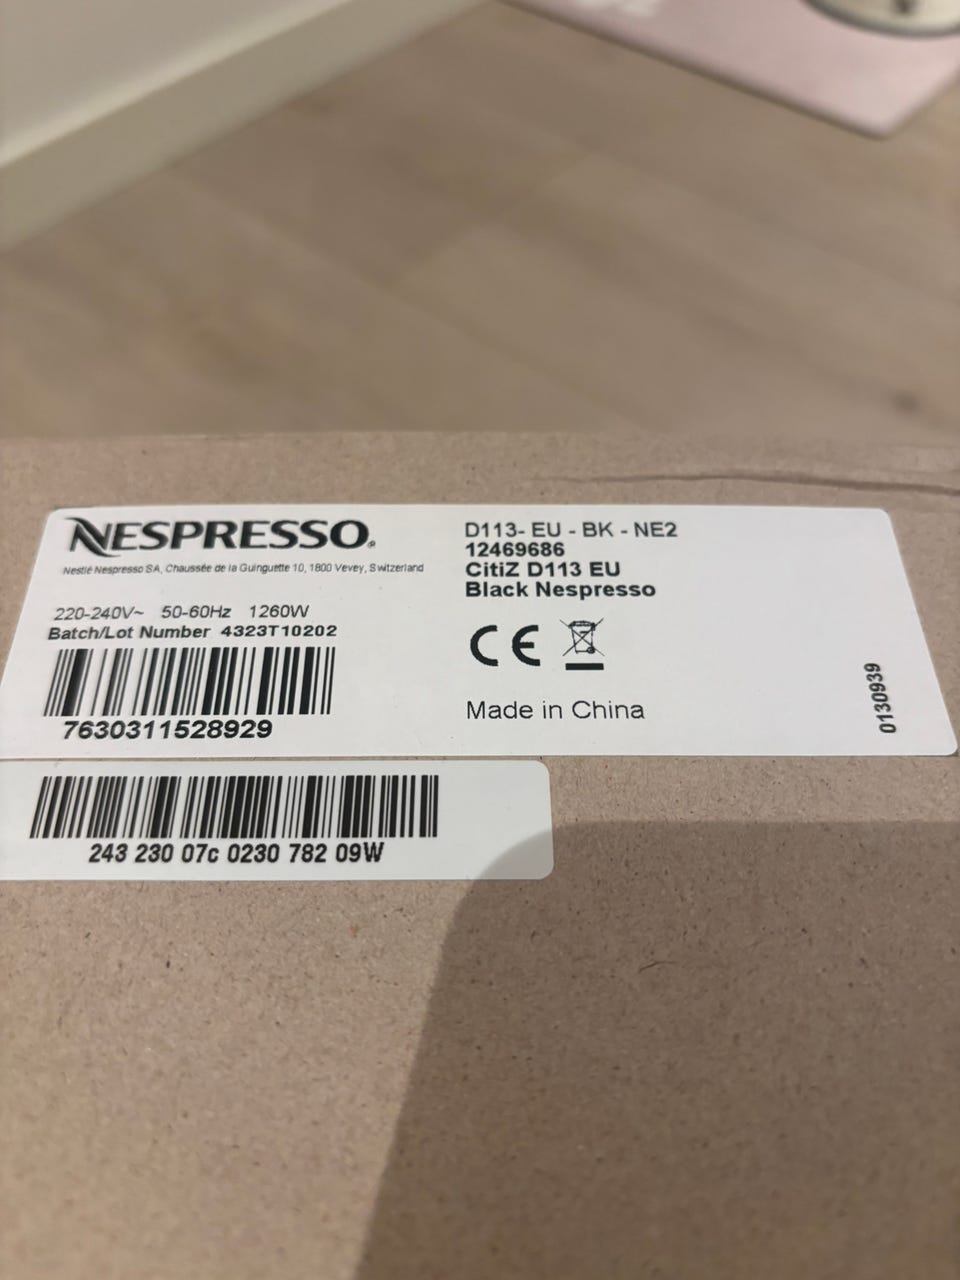 NESPRESSO
Nestlé Nespresso SA, Chaussée de la Guinguette 10, 1800 Vevey, Switzerland
220-240V~ 50-60Hz 1260W
Batch/Lot Number 4323T10202
7630311528929
D113- EU - BK - NE2
12469686
CitiZ D113 EU
Black Nespresso
CE
Made in China
0130939
243 230 07c 0230 782 09W